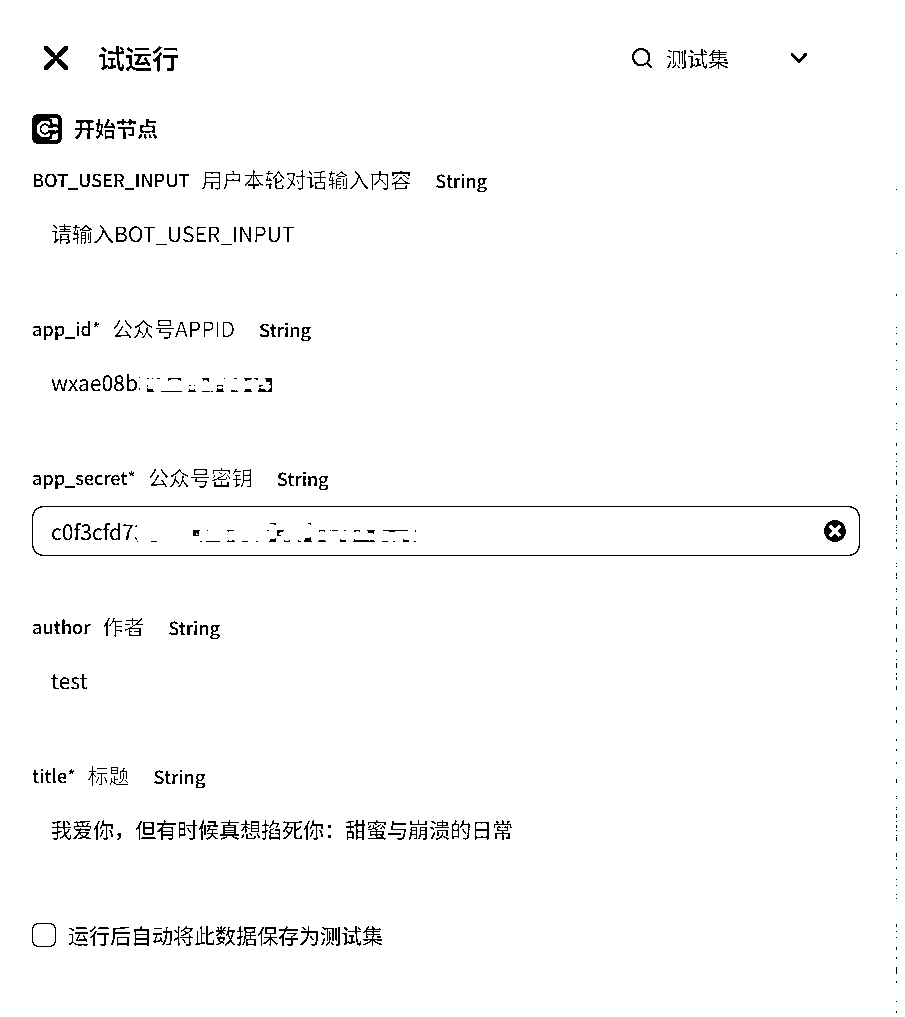 试运行
测试集
开始节点
BOT_USER_INPUT 用户本轮对话输入内容 String
请输入BOT_USER_INPUT
app_id* 公众号APPID String
wxae08b
app_secret* 公众号密钥 String
c0f3cfd7
author 作者 String
test
title* 标题 String
我爱你，但有时候真想掐死你：甜蜜与崩溃的日常
运行后自动将此数据保存为测试集